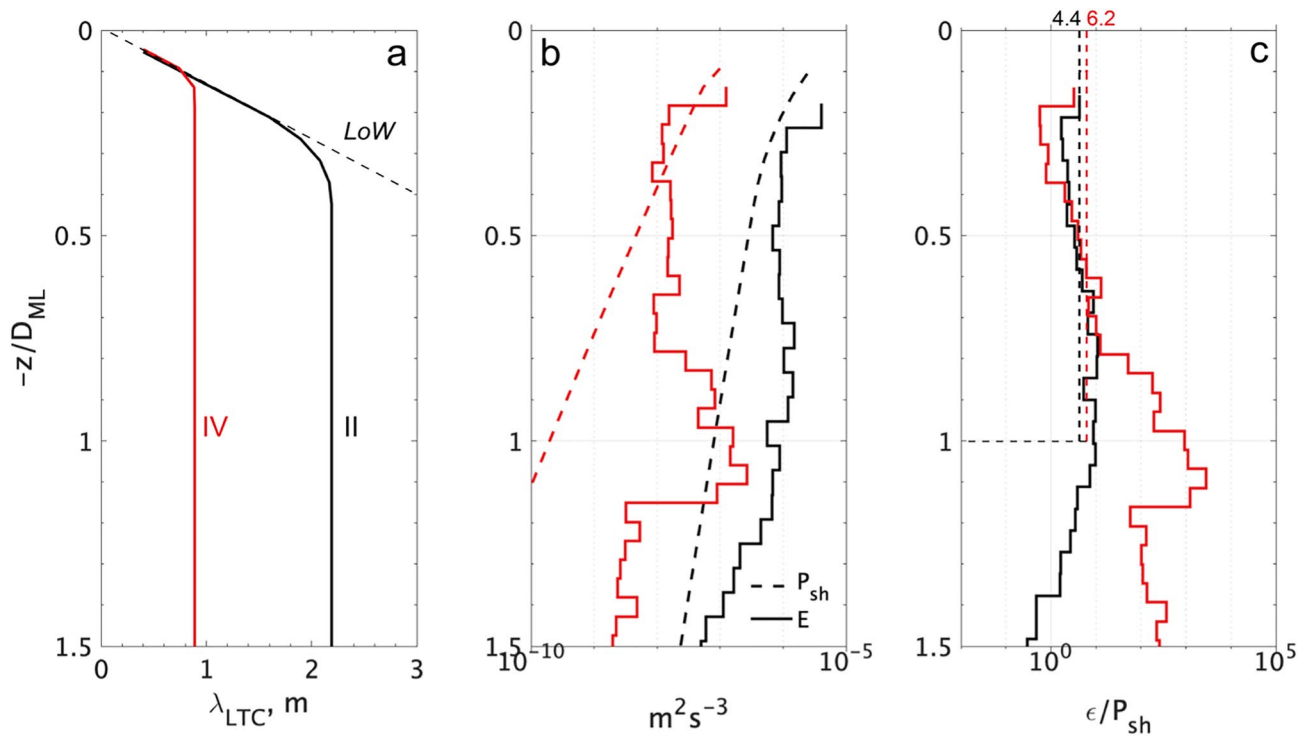 4.4 6.2
0 0 0
a b c
LoW
0.5 0.5 0.5
-z/D_ML
IV II
1 1 1
P_sh
E
1.5 1.5 1.5
0 1 2 3
10^-10 10^-5
10^0 10^5
λ_LTC, m
m^2s^-3
ϵ/P_sh